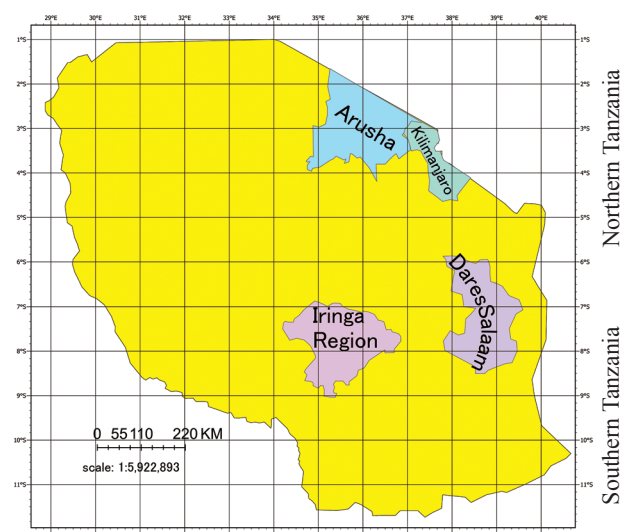 29°E 30°E 31°E 32°E 33°E 34°E 35°E 36°E 37°E 38°E 39°E 40°E
1°S 1°S
2°S 2°S
3°S 3°S
4°S 4°S
5°S 5°S
6°S 6°S
7°S 7°S
8°S 8°S
9°S 9°S
10°S 10°S
11°S 11°S
Arusha
Kilimanjaro
DaresSalaam
Iringa
Region
0 55 110 220 KM
scale: 1:5,922,893
Northern Tanzania
Southern Tanzania